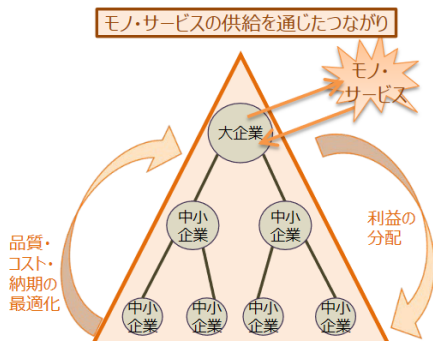 モノ・サービスの供給を通じたつながり
モノ・
サービス
大企業
中小
企業
中小
企業
品質・
コスト・
納期の
最適化
利益の
分配
中小
企業
中小
企業
中小
企業
中小
企業